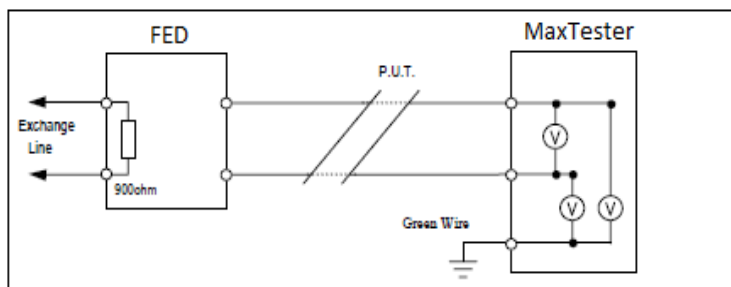 FED
MaxTester
P.U.T.
Exchange
Line
900ohm
V
V
V
Green Wire